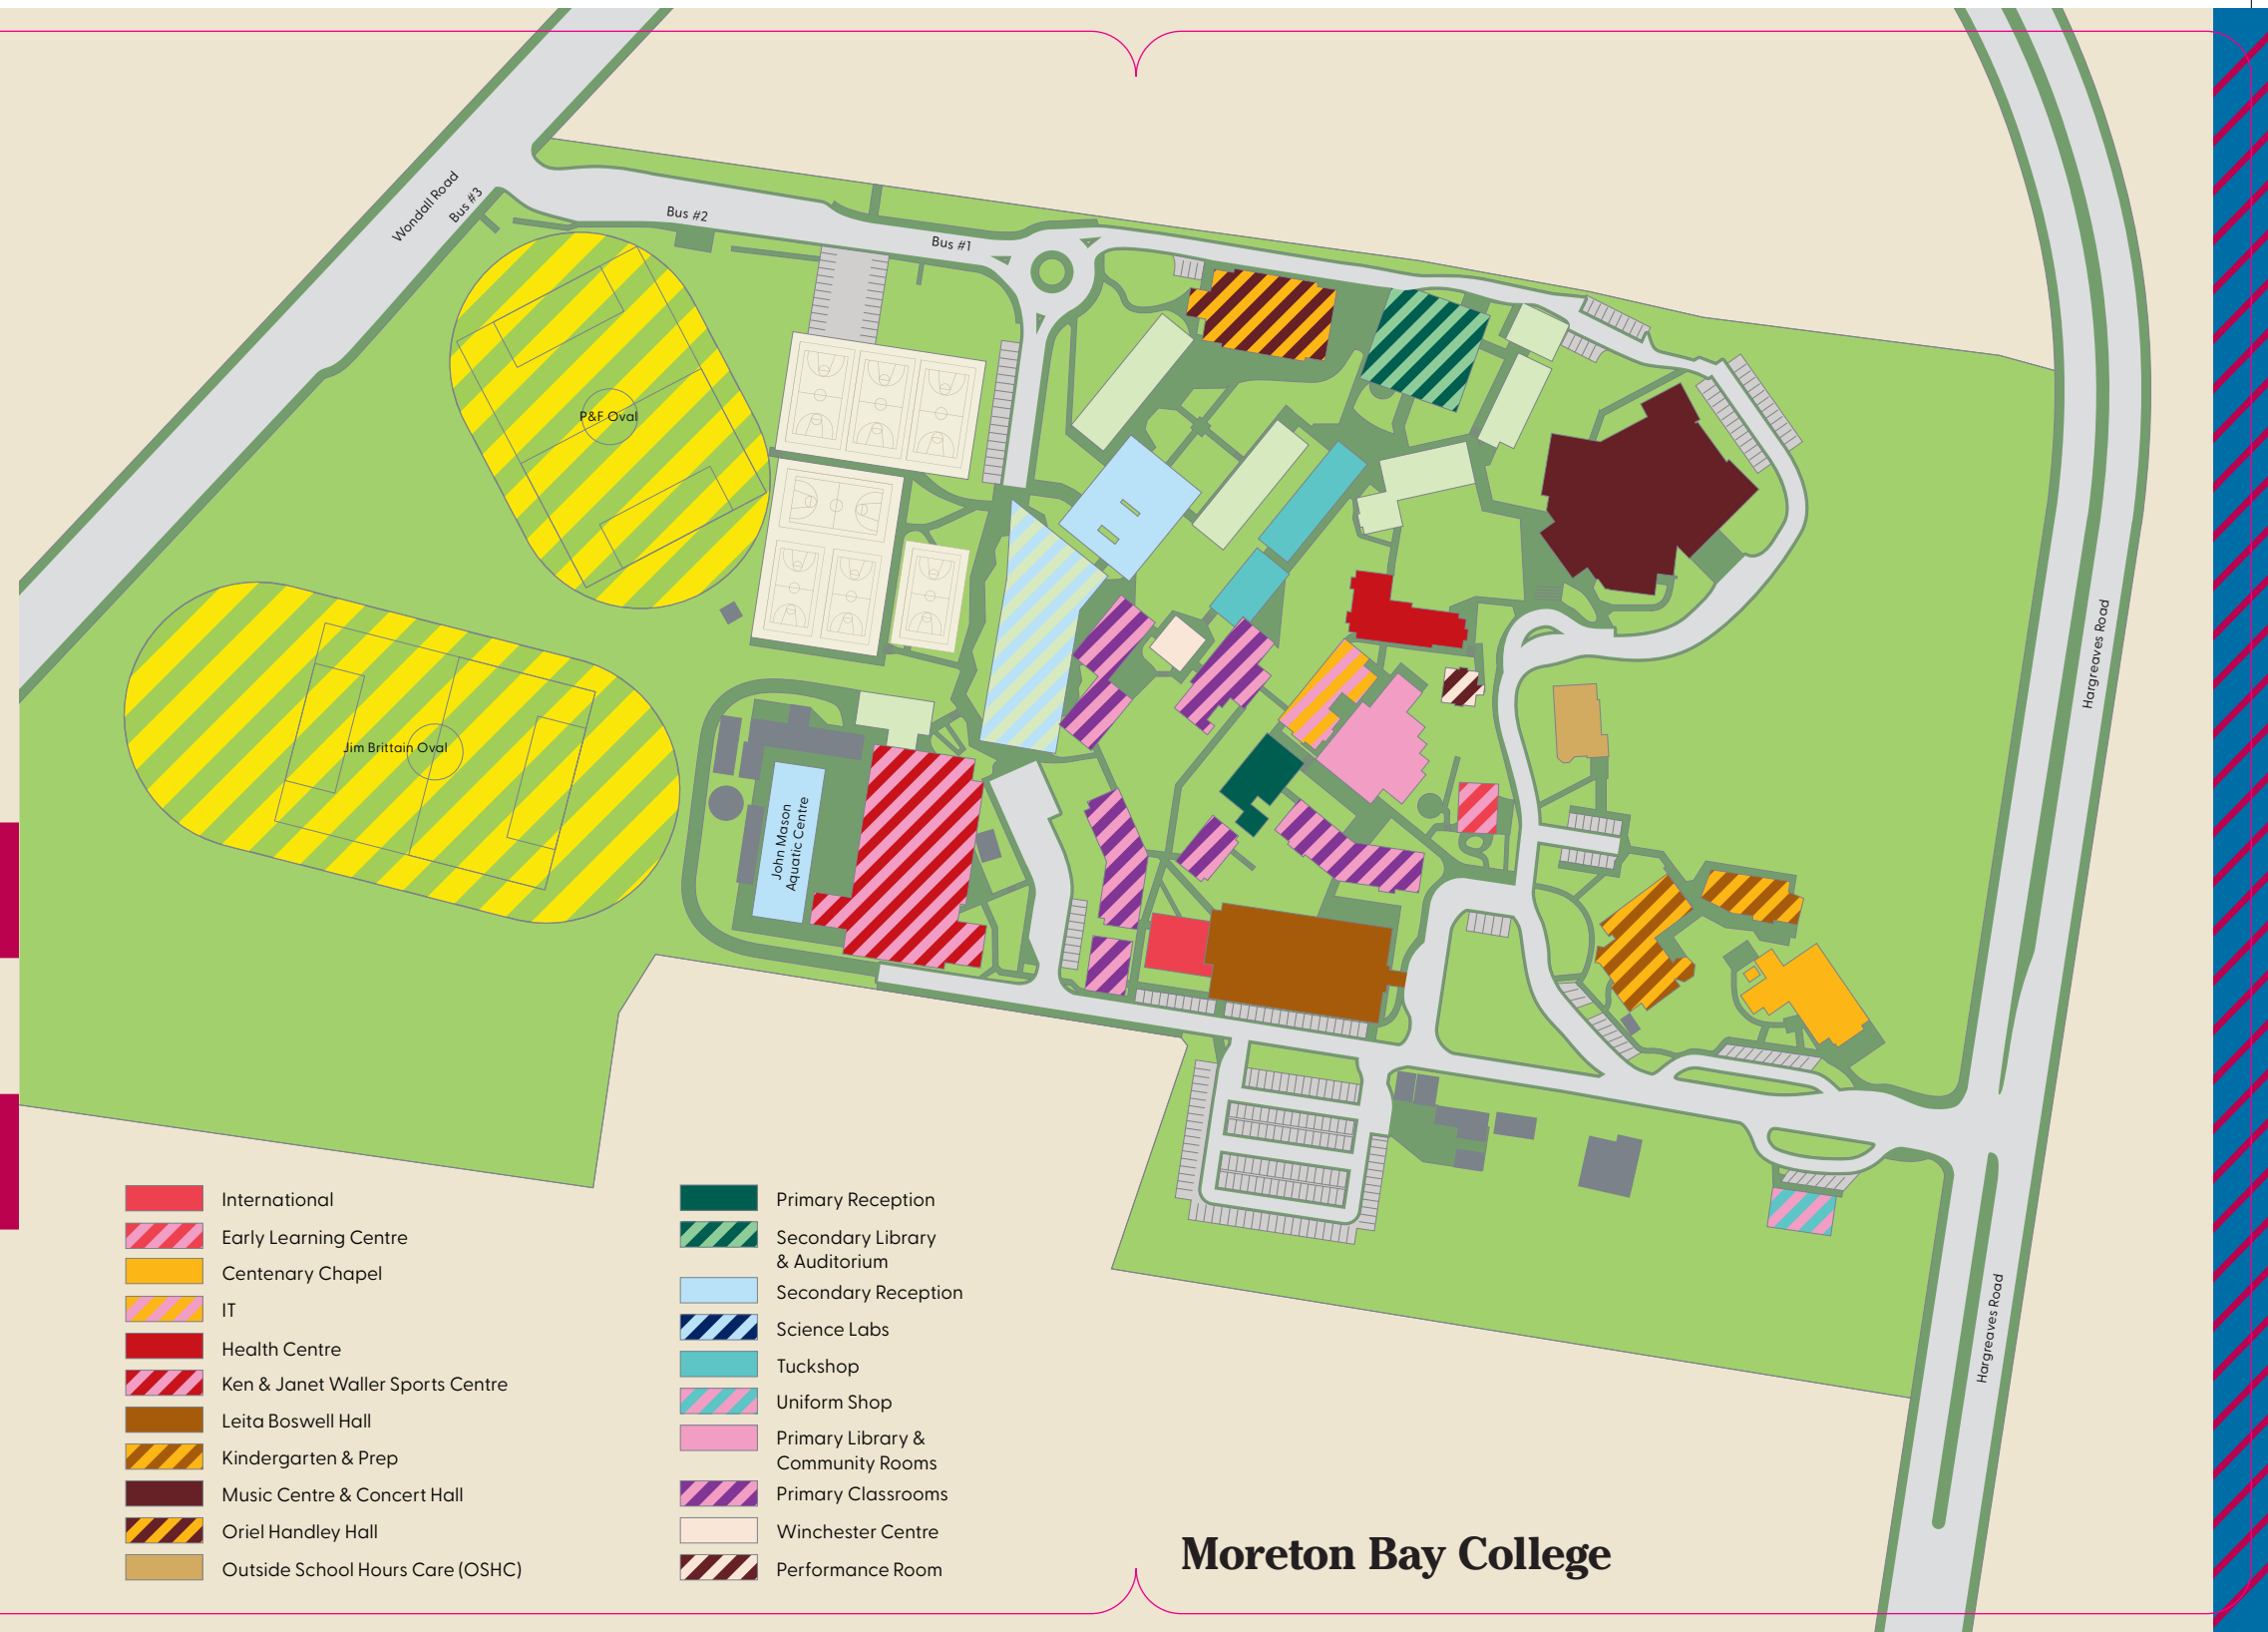 Wondall Road
Bus #3
Bus #2
Bus #1
P&F Oval
Jim Brittain Oval
John Mason
Aquatic Centre
Hargreaves Road
Hargreaves Road
International
Early Learning Centre
Centenary Chapel
IT
Health Centre
Ken & Janet Waller Sports Centre
Leita Boswell Hall
Kindergarten & Prep
Music Centre & Concert Hall
Oriel Handley Hall
Outside School Hours Care (OSHC)
Primary Reception
Secondary Library
& Auditorium
Secondary Reception
Science Labs
Tuckshop
Uniform Shop
Primary Library &
Community Rooms
Primary Classrooms
Winchester Centre
Performance Room
Moreton Bay College